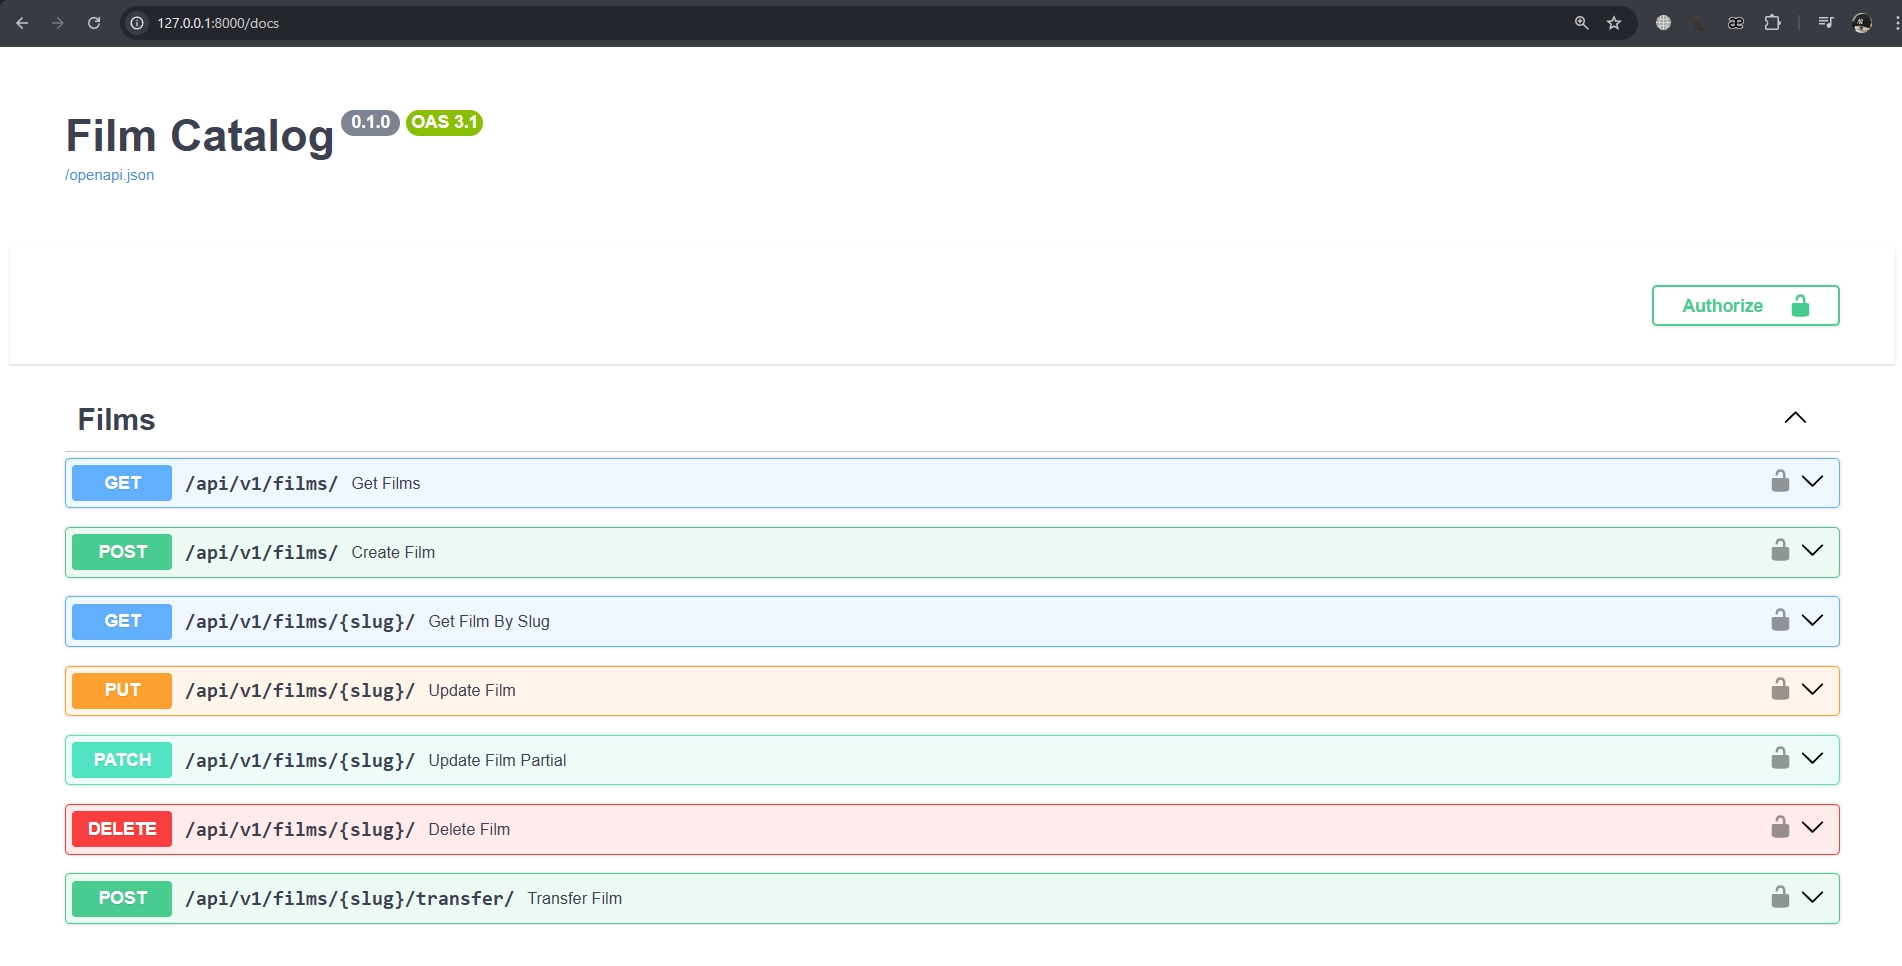 127.0.0.1:8000/docs
Film Catalog 0.1.0 OAS 3.1
/openapi.json
Authorize
Films
GET /api/v1/films/ Get Films
POST /api/v1/films/ Create Film
GET /api/v1/films/{slug}/ Get Film By Slug
PUT /api/v1/films/{slug}/ Update Film
PATCH /api/v1/films/{slug}/ Update Film Partial
DELETE /api/v1/films/{slug}/ Delete Film
POST /api/v1/films/{slug}/transfer/ Transfer Film